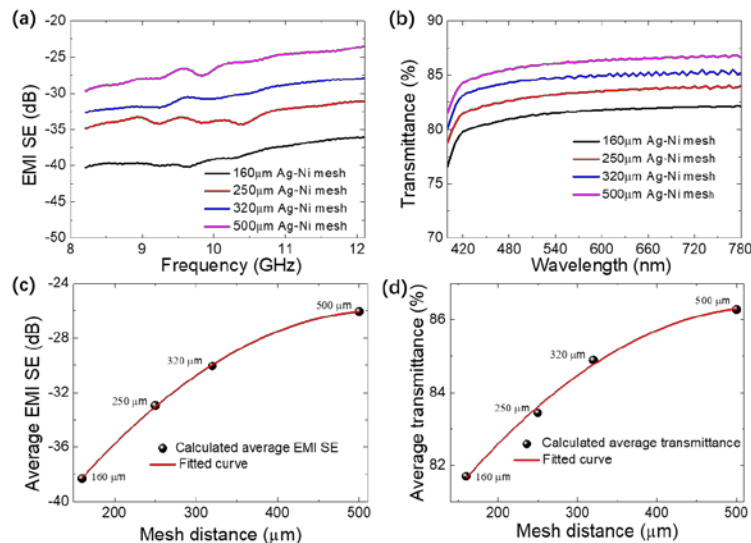 (a)
EMI SE (dB)
-20
-25
-30
-35
-40
-45
-50
160μm Ag-Ni mesh
250μm Ag-Ni mesh
320μm Ag-Ni mesh
500μm Ag-Ni mesh
8 9 10 11 12
Frequency (GHz)
(b)
Transmittance (%)
90
85
80
75
70
160μm Ag-Ni mesh
250μm Ag-Ni mesh
320μm Ag-Ni mesh
500μm Ag-Ni mesh
420 480 540 600 660 720 780
Wavelength (nm)
(c)
Average EMI SE (dB)
-24
-28
-32
-36
-40
500 μm
320 μm
250 μm
160 μm
Calculated average EMI SE
Fitted curve
200 300 400 500
Mesh distance (μm)
(d)
Average transmittance (%)
86
84
82
500 μm
320 μm
250 μm
160 μm
Calculated average transmittance
Fitted curve
200 300 400 500
Mesh distance (μm)